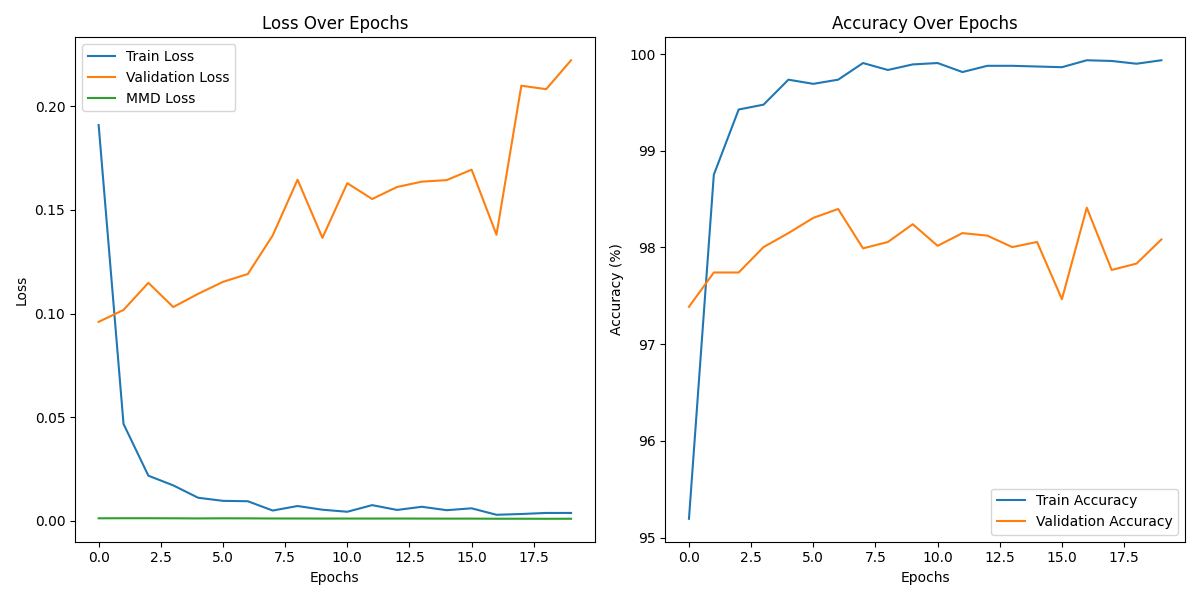 Loss Over Epochs
Train Loss
Validation Loss
MMD Loss
0.20
0.15
0.10
0.05
0.00
Loss
0.0 2.5 5.0 7.5 10.0 12.5 15.0 17.5
Epochs
Accuracy Over Epochs
100
99
98
97
96
95
Accuracy (%)
Train Accuracy
Validation Accuracy
0.0 2.5 5.0 7.5 10.0 12.5 15.0 17.5
Epochs